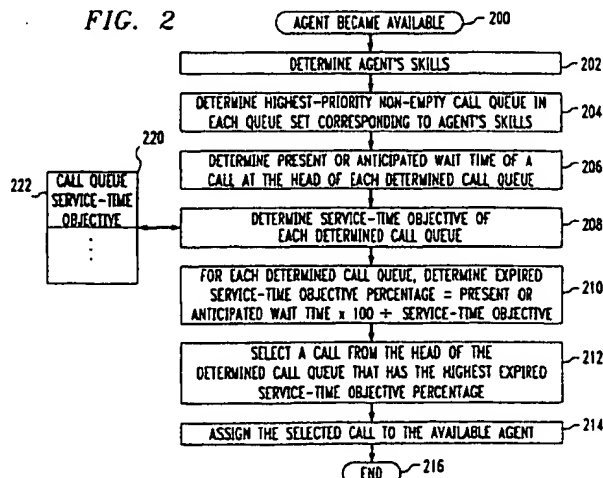 FIG. 2
AGENT BECAME AVAILABLE
200
DETERMINE AGENT'S SKILLS
202
DETERMINE HIGHEST-PRIORITY NON-EMPTY CALL QUEUE IN
EACH QUEUE SET CORRESPONDING TO AGENT'S SKILLS
204
220
222
CALL QUEUE
SERVICE-TIME
OBJECTIVE
DETERMINE PRESENT OR ANTICIPATED WAIT TIME OF A
CALL AT THE HEAD OF EACH DETERMINED CALL QUEUE
206
DETERMINE SERVICE-TIME OBJECTIVE OF
EACH DETERMINED CALL QUEUE
208
FOR EACH DETERMINED CALL QUEUE, DETERMINE EXPIRED
SERVICE-TIME OBJECTIVE PERCENTAGE = PRESENT OR
ANTICIPATED WAIT TIME x 100 ÷ SERVICE-TIME OBJECTIVE
210
SELECT A CALL FROM THE HEAD OF THE
DETERMINED CALL QUEUE THAT HAS THE HIGHEST EXPIRED
SERVICE-TIME OBJECTIVE PERCENTAGE
212
ASSIGN THE SELECTED CALL TO THE AVAILABLE AGENT
214
END
216